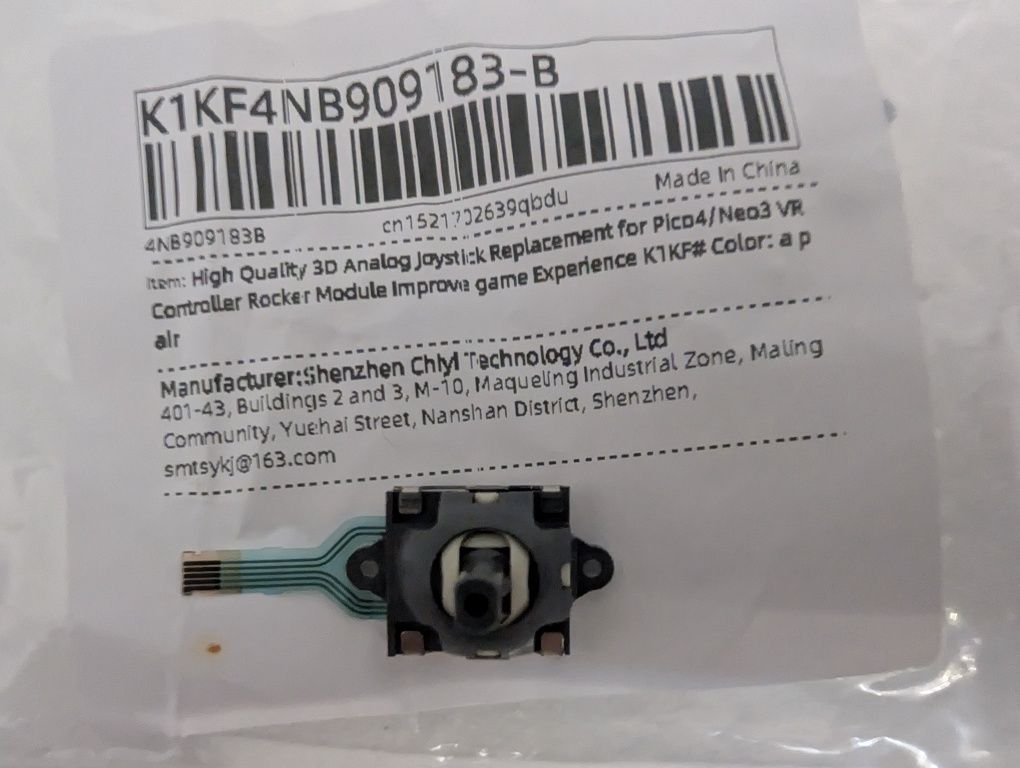 K1KF4NB909183-B
4NB909183B cn1521702639qbdu Made In China
Item: High Quality 3D Analog Joystick Replacement for Pico4/Neo3 VR
Controller Rocker Module Improve game Experience K1KF# Color: a p
air
Manufacturer:Shenzhen Chiyi Technology Co., Ltd
401-43, Buildings 2 and 3, M-10, Maqueling Industrial Zone, Maling
Community, Yuehai Street, Nanshan District, Shenzhen,
smtsykj@163.com